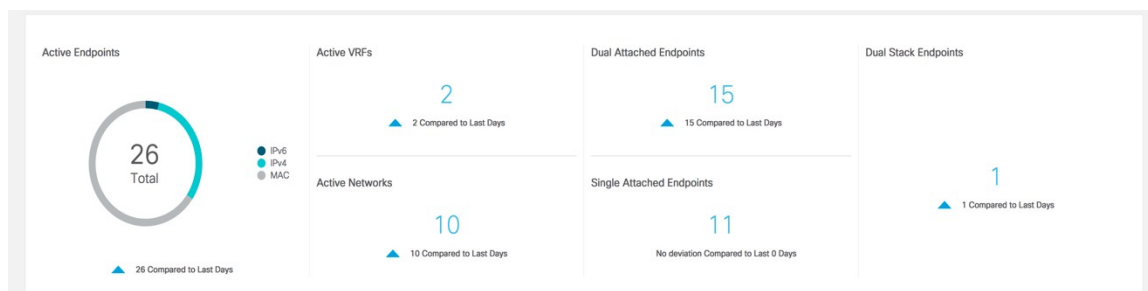 Active Endpoints
26
Total
IPv6
IPv4
MAC
26 Compared to Last Days
Active VRFs
2
2 Compared to Last Days
Active Networks
10
10 Compared to Last Days
Dual Attached Endpoints
15
15 Compared to Last Days
Single Attached Endpoints
11
No deviation Compared to Last 0 Days
Dual Stack Endpoints
1
1 Compared to Last Days